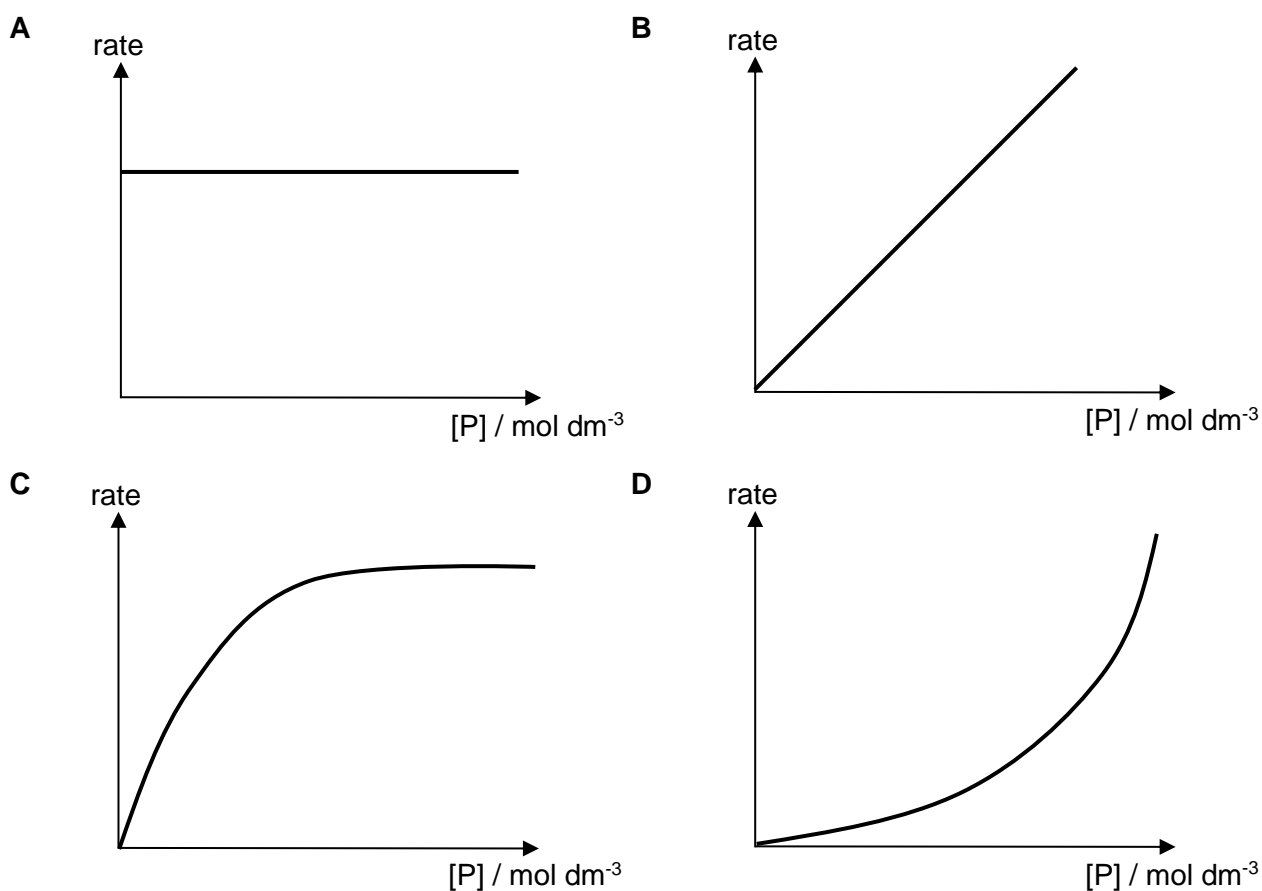 A
rate
[P] / mol dm-3
B
rate
[P] / mol dm-3
C
rate
[P] / mol dm-3
D
rate
[P] / mol dm-3